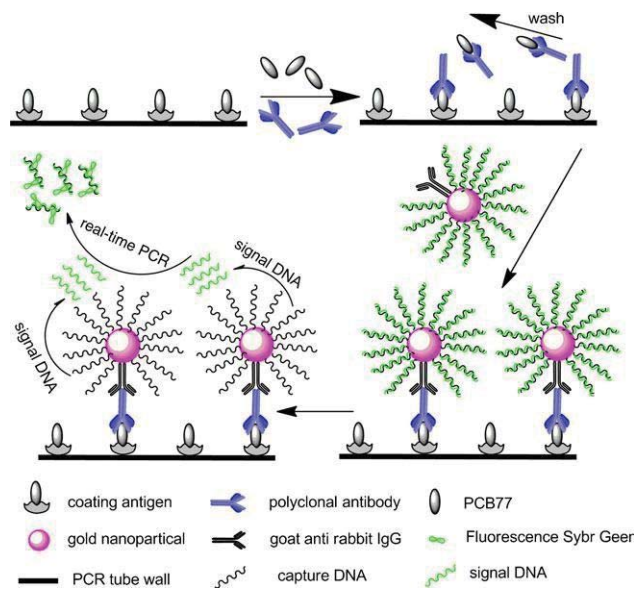 wash
real-time PCR
signal DNA
signal DNA
coating antigen
polyclonal antibody
PCB77
gold nanopartical
goat anti rabbit IgG
Fluorescence Sybr Geer
PCR tube wall
capture DNA
signal DNA